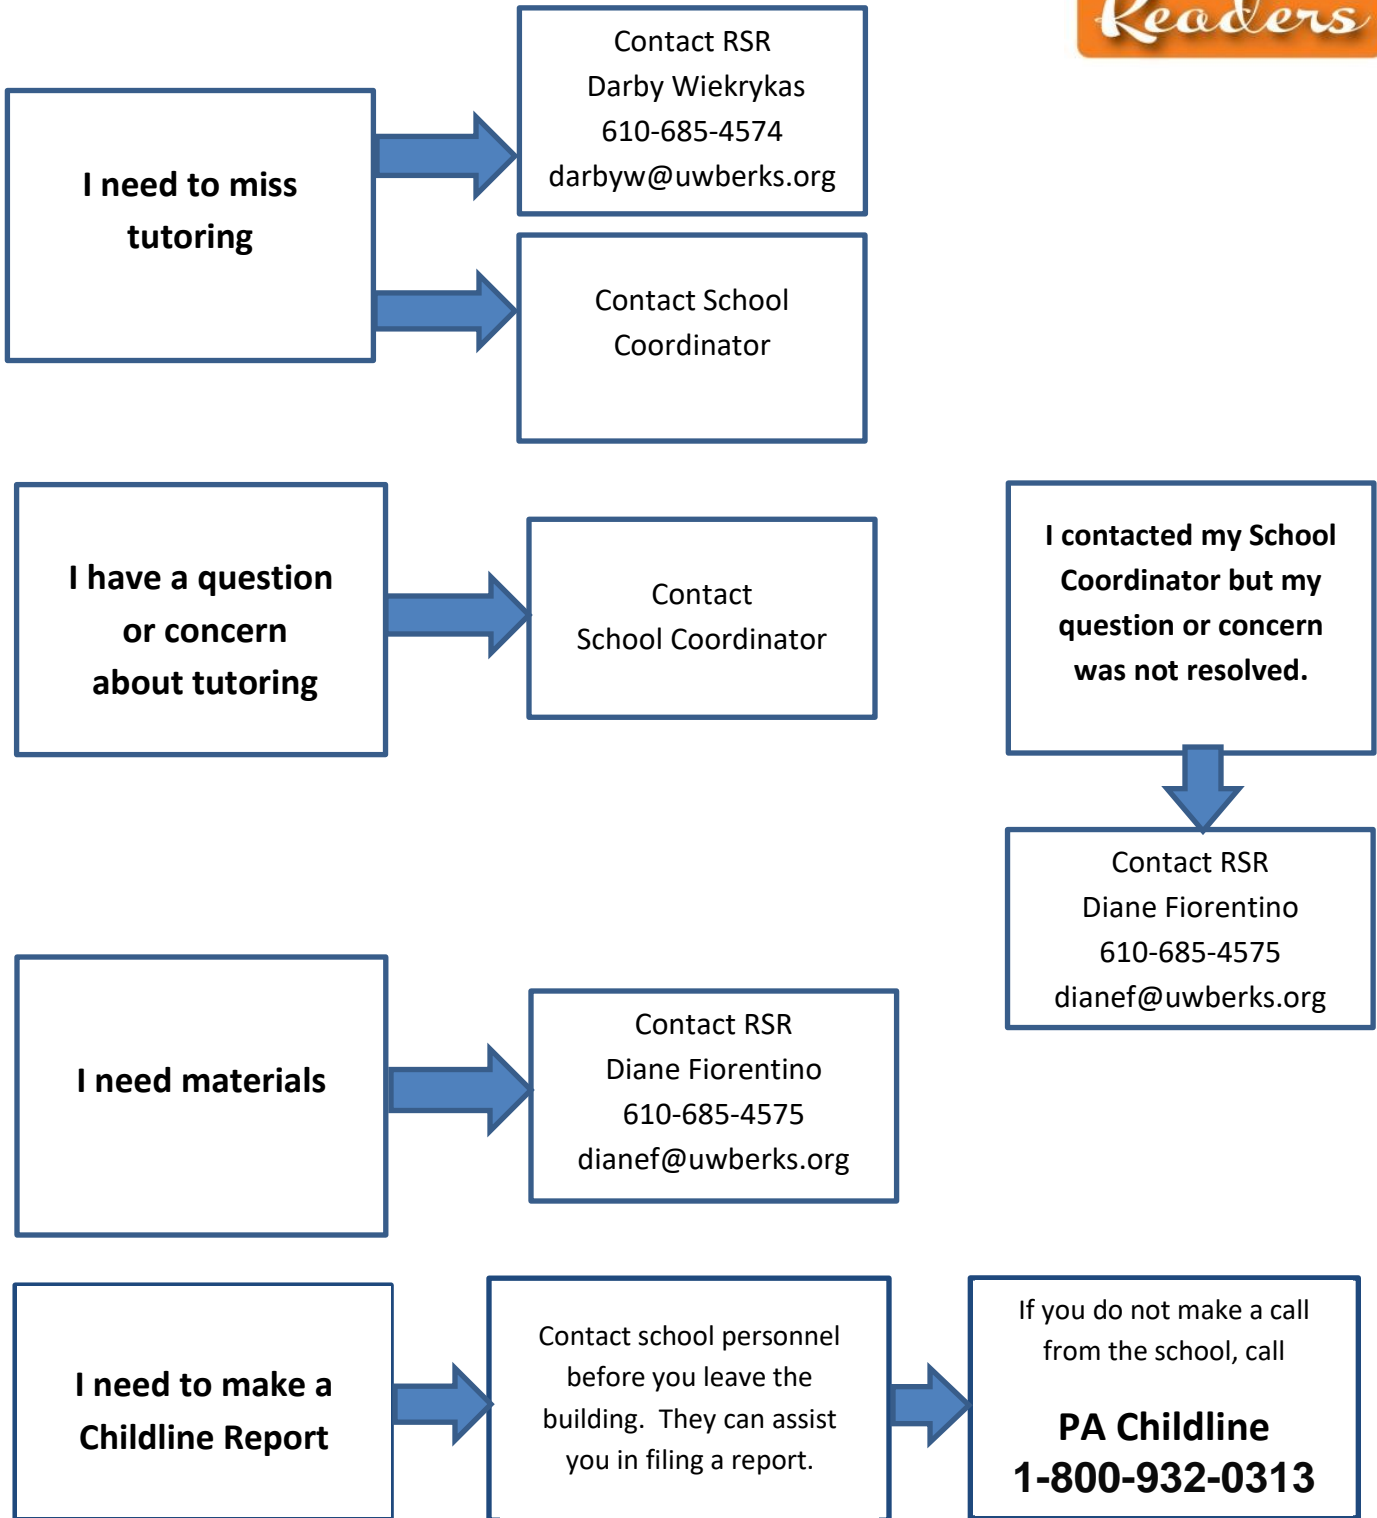 Readers
I need to miss
tutoring
Contact RSR
Darby Wiekrykas
610-685-4574
darbyw@uwberks.org
Contact School
Coordinator
I have a question
or concern
about tutoring
Contact
School Coordinator
I contacted my School
Coordinator but my
question or concern
was not resolved.
Contact RSR
Diane Fiorentino
610-685-4575
dianef@uwberks.org
I need materials
Contact RSR
Diane Fiorentino
610-685-4575
dianef@uwberks.org
I need to make a
Childline Report
Contact school personnel
before you leave the
building.  They can assist
you in filing a report.
If you do not make a call
from the school, call
PA Childline
1-800-932-0313